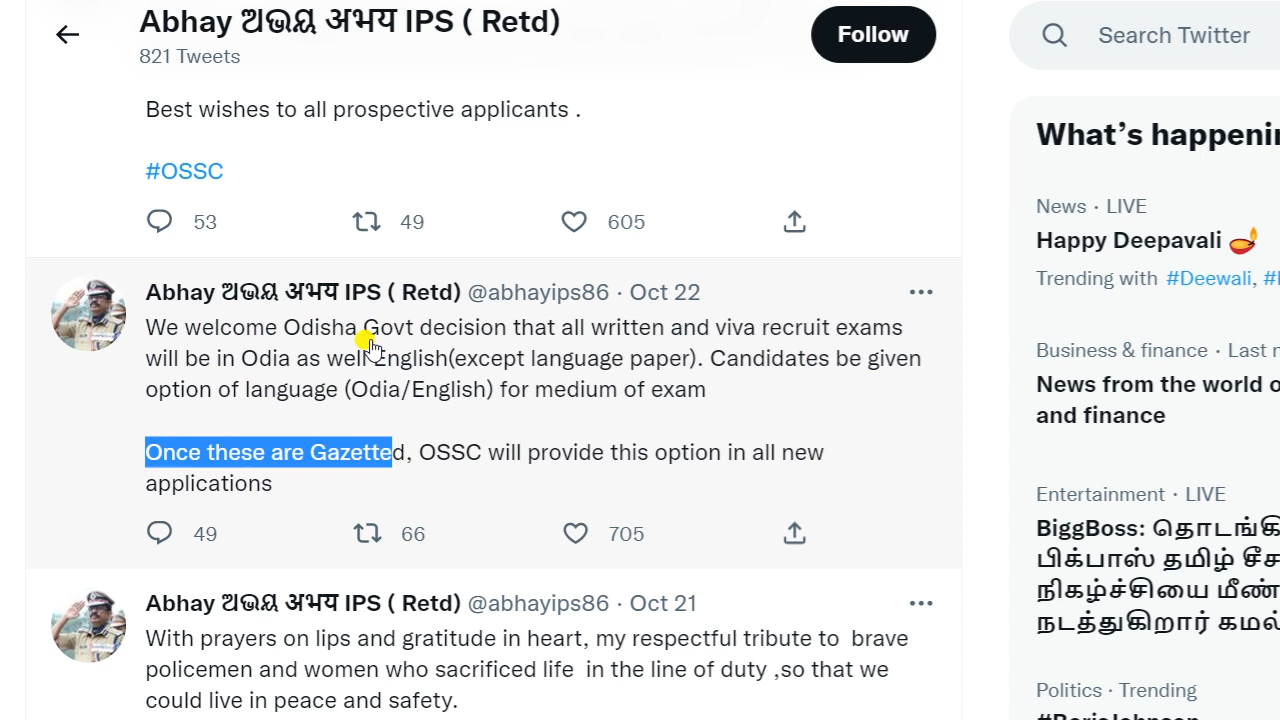 Abhay ଅଭୟ अभय IPS ( Retd)
821 Tweets
Follow
Search Twitter
Best wishes to all prospective applicants .
#OSSC
53 49 605
Abhay ଅଭୟ अभय IPS ( Retd) @abhayips86 · Oct 22
We welcome Odisha Govt decision that all written and viva recruit exams
will be in Odia as well English(except language paper). Candidates be given
option of language (Odia/English) for medium of exam
Once these are Gazetted, OSSC will provide this option in all new
applications
49 66 705
Abhay ଅଭୟ अभय IPS ( Retd) @abhayips86 · Oct 21
With prayers on lips and gratitude in heart, my respectful tribute to brave
policemen and women who sacrificed life in the line of duty ,so that we
could live in peace and safety.
What's happenin
News · LIVE
Happy Deepavali 🪔
Trending with #Deewali,
Business & finance · Last
News from the world
and finance
Entertainment · LIVE
BiggBoss:
பிக்பாஸ் தமிழ்
நிகழ்ச்சியை
நடத்துகிறார் கமல்
Politics · Trending
#BorisJohnson